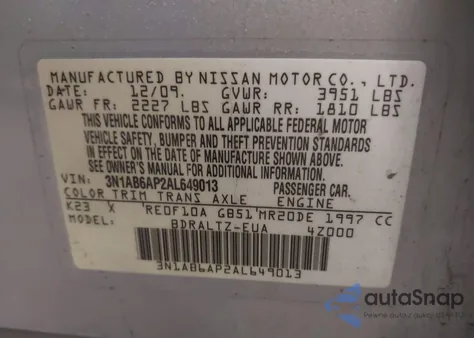 MANUFACTURED BY NISSAN MOTOR CO., LTD.
DATE: 12/09. GVWR: 3951 LBS
GAWR FR: 2227 LBS GAWR RR: 1810 LBS
THIS VEHICLE CONFORMS TO ALL APPLICABLE FEDERAL MOTOR
VEHICLE SAFETY, BUMPER AND THEFT PREVENTION STANDARDS
IN EFFECT ON THE DATE OF MANUFACTURE SHOWN ABOVE.
SEE OWNER'S MANUAL FOR ADDITIONAL INFORMATION.
VIN: 3N1AB6AP2AL649013 PASSENGER CAR.
COLOR TRIM TRANS AXLE ENGINE
K23 X RE0F10A GB51 MR20DE 1997 CC
MODEL: BDRALTZ-EUA 4Z000
3N1AB6AP2AL649013
autoSnap